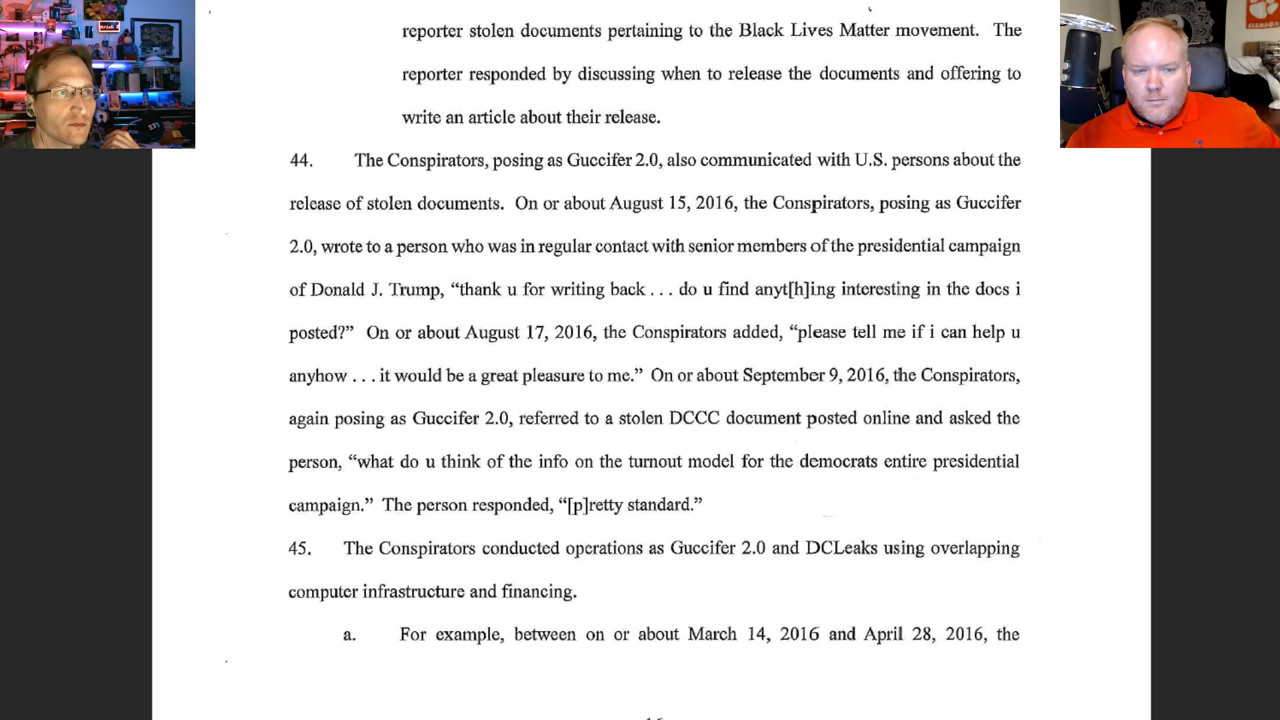 reporter stolen documents pertaining to the Black Lives Matter movement. The
reporter responded by discussing when to release the documents and offering to
write an article about their release.
44. The Conspirators, posing as Guccifer 2.0, also communicated with U.S. persons about the
release of stolen documents. On or about August 15, 2016, the Conspirators, posing as Guccifer
2.0, wrote to a person who was in regular contact with senior members of the presidential campaign
of Donald J. Trump, “thank u for writing back . . . do u find anyt[h]ing interesting in the docs i
posted?” On or about August 17, 2016, the Conspirators added, “please tell me if i can help u
anyhow . . . it would be a great pleasure to me.” On or about September 9, 2016, the Conspirators,
again posing as Guccifer 2.0, referred to a stolen DCCC document posted online and asked the
person, “what do u think of the info on the turnout model for the democrats entire presidential
campaign.” The person responded, “[p]retty standard.”
45. The Conspirators conducted operations as Guccifer 2.0 and DCLeaks using overlapping
computer infrastructure and financing.
a. For example, between on or about March 14, 2016 and April 28, 2016, the